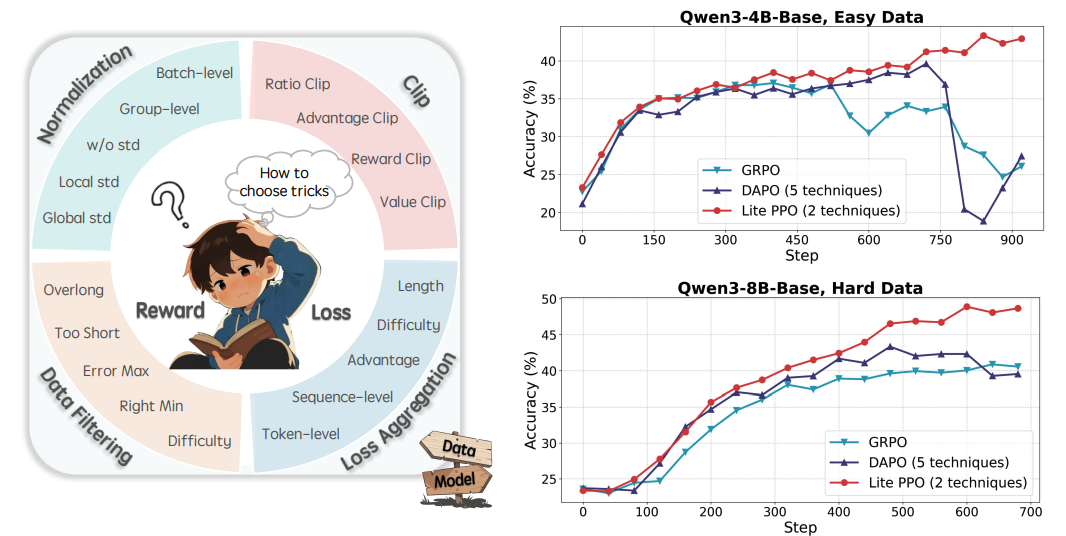 Normalization
Batch-level
Group-level
w/o std
Local std
Global std
Clip
Ratio Clip
Advantage Clip
Reward Clip
Value Clip
How to
choose tricks
Reward
Loss
Data Filtering
Overlong
Too Short
Error Max
Right Min
Difficulty
Loss Aggregation
Length
Difficulty
Advantage
Sequence-level
Token-level
Data
Model
Qwen3-4B-Base, Easy Data
Accuracy (%)
40
35
30
25
20
GRPO
DAPO (5 techniques)
Lite PPO (2 techniques)
0 150 300 450 600 750 900
Step
Qwen3-8B-Base, Hard Data
Accuracy (%)
50
45
40
35
30
25
GRPO
DAPO (5 techniques)
Lite PPO (2 techniques)
0 100 200 300 400 500 600 700
Step